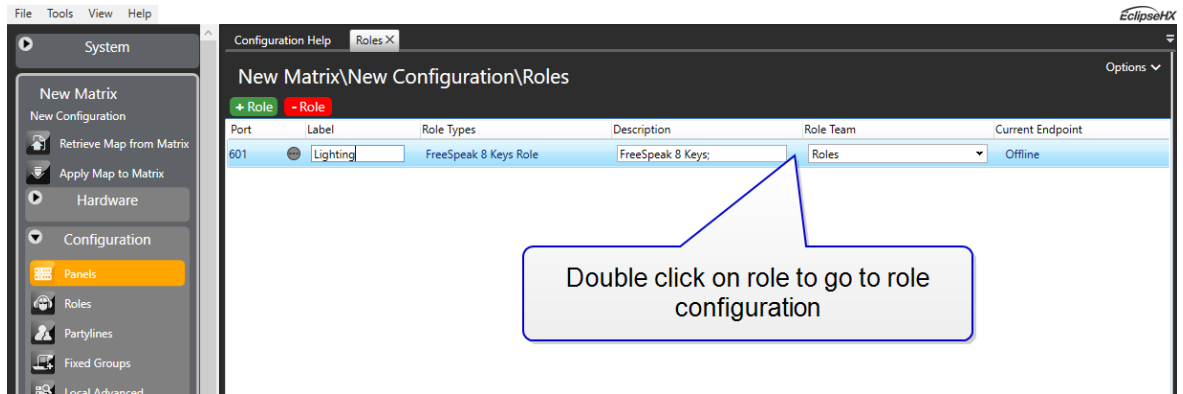 File Tools View Help
EclipseHX
System
New Matrix
New Configuration
Retrieve Map from Matrix
Apply Map to Matrix
Hardware
Configuration
Panels
Roles
Partylines
Fixed Groups
Local Advanced
Configuration Help Roles X
New Matrix\New Configuration\Roles
Options
+ Role - Role
Port Label Role Types Description Role Team Current Endpoint
601 Lighting FreeSpeak 8 Keys Role FreeSpeak 8 Keys; Roles Offline
Double click on role to go to role
configuration